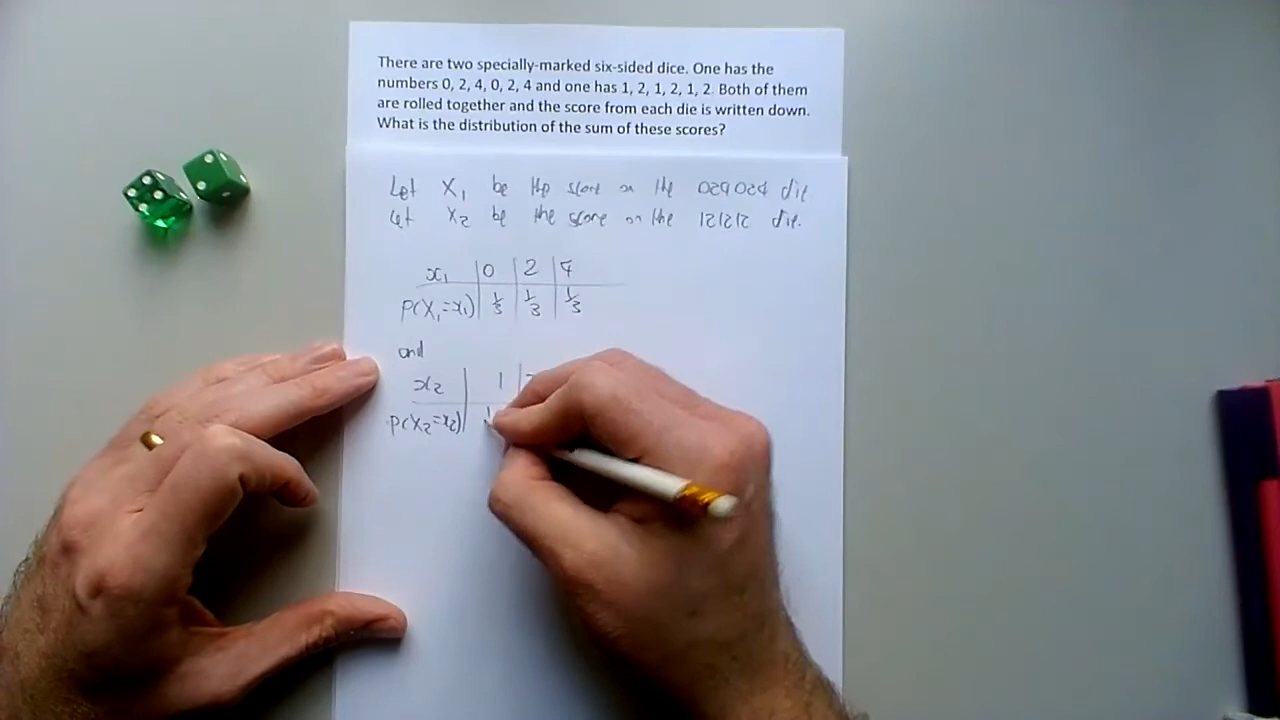 There are two specially-marked six-sided dice. One has the
numbers 0, 2, 4, 0, 2, 4 and one has 1, 2, 1, 2, 1, 2. Both of them
are rolled together and the score from each die is written down.
What is the distribution of the sum of these scores?
Let X₁ be the score on the 024024 die
Let X₂ be the score on the 121212 die.
x₁ 0 2 4
P(X₁=x₁) 1/3 1/3 1/3
and
x₂ 1
P(X₂=x₂) 1